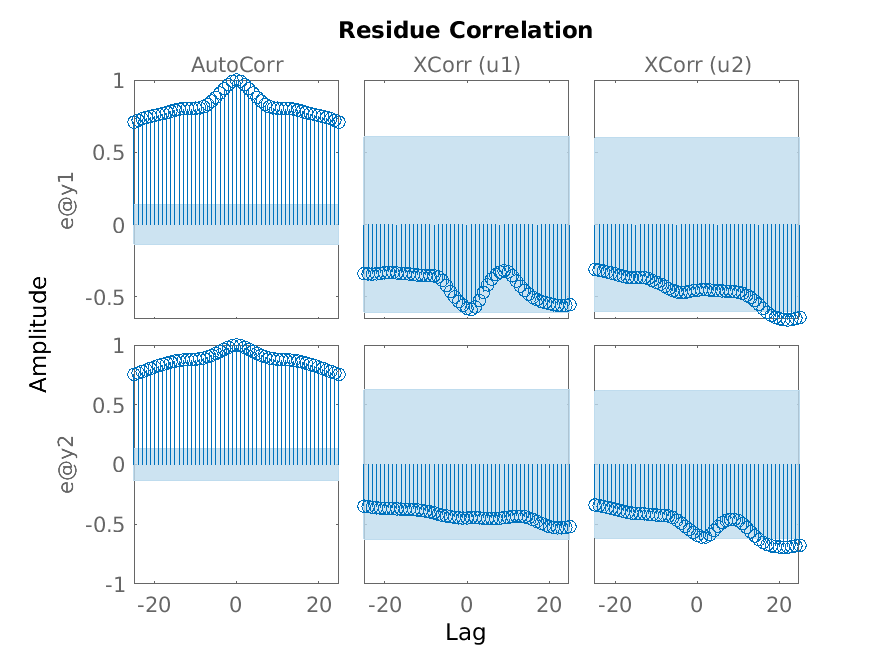 Residue Correlation
AutoCorr XCorr (u1) XCorr (u2)
1
0.5
0
-0.5
e@y1
Amplitude
1
0.5
0
-0.5
-1
e@y2
-20 0 20 -20 0 20 -20 0 20
Lag